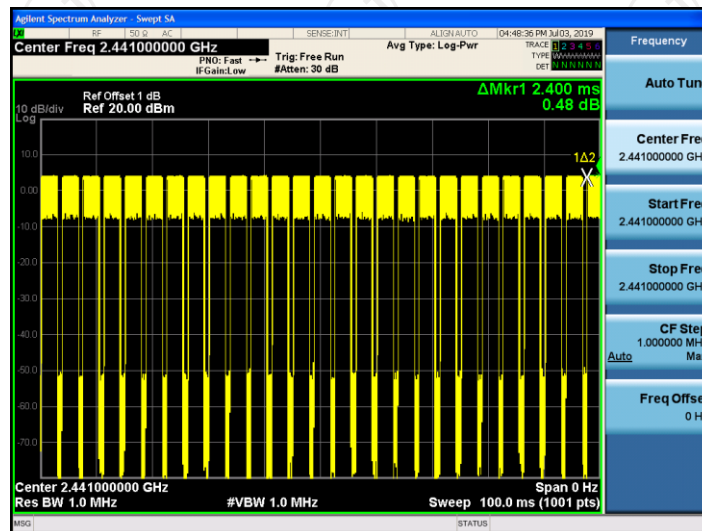 Agilent Spectrum Analyzer - Swept SA
RF 50 Ω AC SENSE:INT ALIGNAUTO 04:48:36 PM Jul 03, 2019
Center Freq 2.441000000 GHz
PNO: Fast
IFGain:Low
Trig: Free Run
#Atten: 30 dB
Avg Type: Log-Pwr
TRACE 1 2 3 4 5 6
TYPE
DET N N N N N N
Ref Offset 1 dB
10 dB/div Ref 20.00 dBm
Log
ΔMkr1 2.400 ms
0.48 dB
10.0
0.00
-10.0
-20.0
-30.0
-40.0
-50.0
-60.0
-70.0
1Δ2
X
Center 2.441000000 GHz Span 0 Hz
Res BW 1.0 MHz #VBW 1.0 MHz Sweep 100.0 ms (1001 pts)
MSG STATUS
Frequency
Auto Tun
Center Fre
2.441000000 GH
Start Fre
2.441000000 GH
Stop Fre
2.441000000 GH
CF Step
1.000000 MH
Auto Ma
Freq Offse
0 H